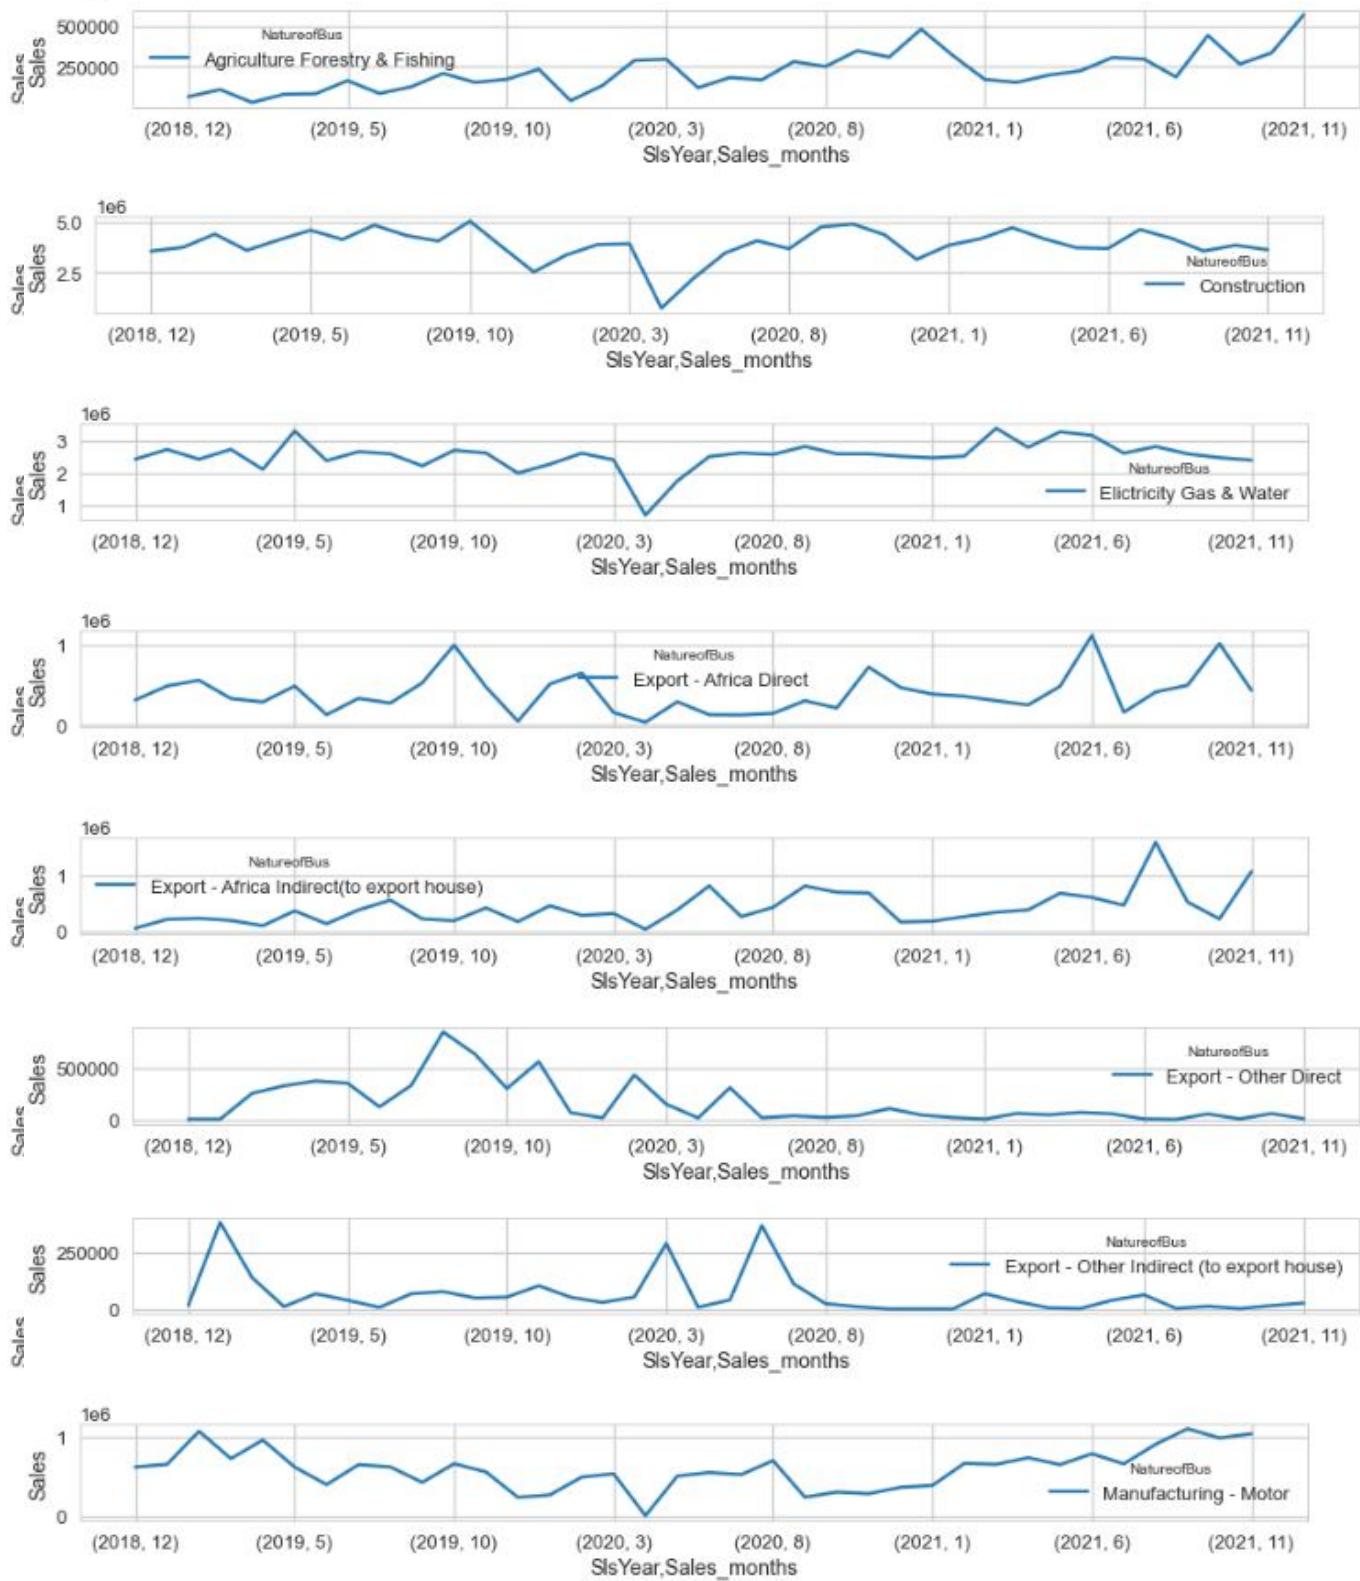 500000
NatureofBus
Agriculture Forestry & Fishing
250000
Sales
Sales
(2018, 12) (2019, 5) (2019, 10) (2020, 3) (2020, 8) (2021, 1) (2021, 6) (2021, 11)
SlsYear,Sales_months
1e6
5.0
2.5
Sales
Sales
NatureofBus
Construction
(2018, 12) (2019, 5) (2019, 10) (2020, 3) (2020, 8) (2021, 1) (2021, 6) (2021, 11)
SlsYear,Sales_months
1e6
3
2
1
Sales
Sales
NatureofBus
Elictricity Gas & Water
(2018, 12) (2019, 5) (2019, 10) (2020, 3) (2020, 8) (2021, 1) (2021, 6) (2021, 11)
SlsYear,Sales_months
1e6
1
0
Sales
Sales
NatureofBus
Export - Africa Direct
(2018, 12) (2019, 5) (2019, 10) (2020, 3) (2020, 8) (2021, 1) (2021, 6) (2021, 11)
SlsYear,Sales_months
1e6
1
0
Sales
Sales
NatureofBus
Export - Africa Indirect(to export house)
(2018, 12) (2019, 5) (2019, 10) (2020, 3) (2020, 8) (2021, 1) (2021, 6) (2021, 11)
SlsYear,Sales_months
500000
0
Sales
Sales
NatureofBus
Export - Other Direct
(2018, 12) (2019, 5) (2019, 10) (2020, 3) (2020, 8) (2021, 1) (2021, 6) (2021, 11)
SlsYear,Sales_months
250000
0
Sales
Sales
NatureofBus
Export - Other Indirect (to export house)
(2018, 12) (2019, 5) (2019, 10) (2020, 3) (2020, 8) (2021, 1) (2021, 6) (2021, 11)
SlsYear,Sales_months
1e6
1
0
Sales
NatureofBus
Manufacturing - Motor
(2018, 12) (2019, 5) (2019, 10) (2020, 3) (2020, 8) (2021, 1) (2021, 6) (2021, 11)
SlsYear,Sales_months